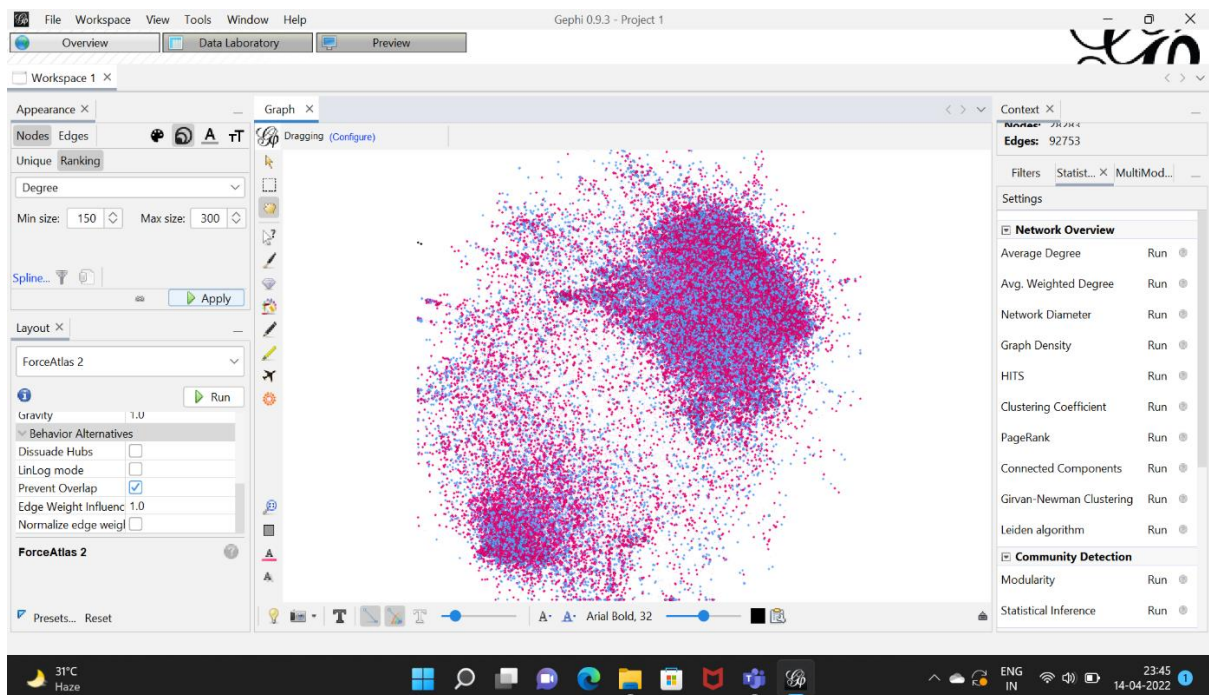 File Workspace View Tools Window Help
Gephi 0.9.3 - Project 1
Overview
Data Laboratory
Preview
Workspace 1
Appearance
Nodes Edges
Unique Ranking
Degree
Min size: 150 Max size: 300
Spline...
Apply
Layout
ForceAtlas 2
Run
Gravity 1.0
Behavior Alternatives
Dissuade Hubs
LinLog mode
Prevent Overlap
Edge Weight Influenc 1.0
Normalize edge weigl
ForceAtlas 2
Presets... Reset
Graph
Dragging (Configure)
A- A- Arial Bold, 32
Context
Nodes:
Edges: 92753
Filters Statist... MultiMod...
Settings
Network Overview
Average Degree Run
Avg. Weighted Degree Run
Network Diameter Run
Graph Density Run
HITS Run
Clustering Coefficient Run
PageRank Run
Connected Components Run
Girvan-Newman Clustering Run
Leiden algorithm Run
Community Detection
Modularity Run
Statistical Inference Run
31°C
Haze
ENG
IN
23:45
14-04-2022
1